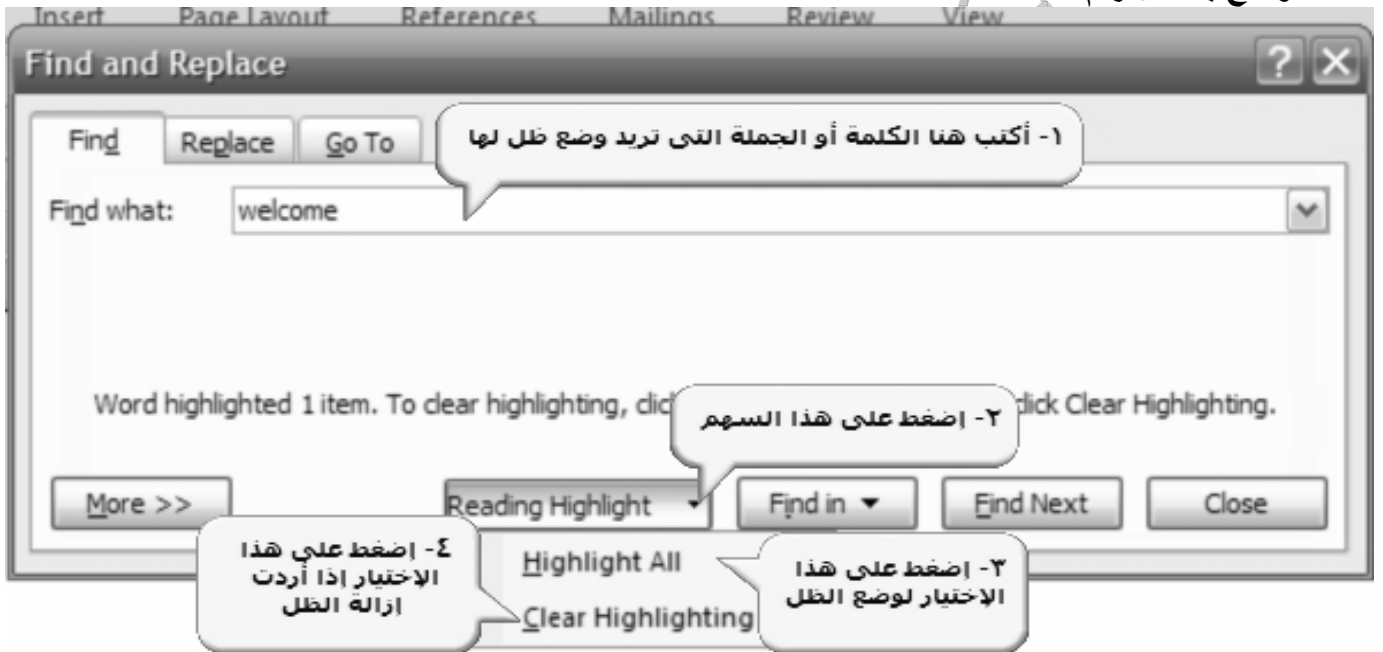 Insert Page Layout References Mailings Review View
Find and Replace
Find Replace Go To
١- أكتب هنا الكلمة أو الجملة التى تريد وضع ظل لها
Find what: welcome
Word highlighted 1 item. To clear highlighting, click Clear Highlighting.
٢- إضغط على هذا السهم
More >> Reading Highlight Find in Find Next Close
Highlight All
٣- إضغط على هذا
الإختيار لوضع الظل
٤- إضغط على هذا
الإختيار إذا أردت
إزالة الظل
Clear Highlighting